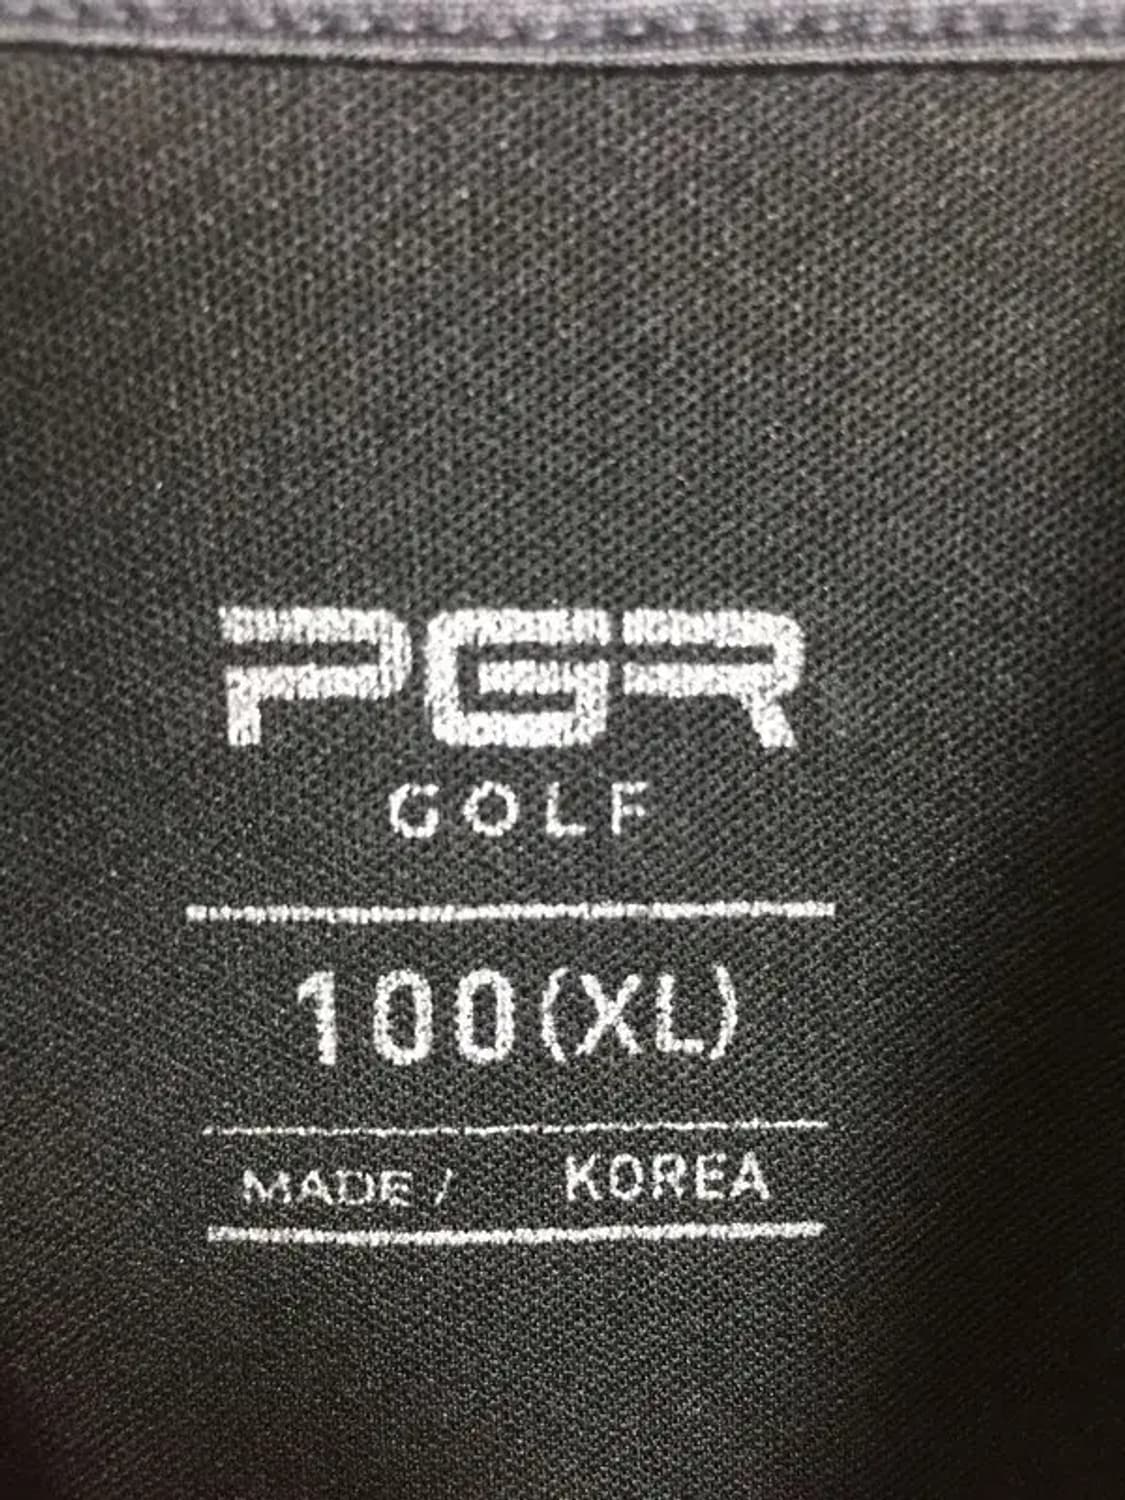 PGR
GOLF
100(XL)
MADE / KOREA